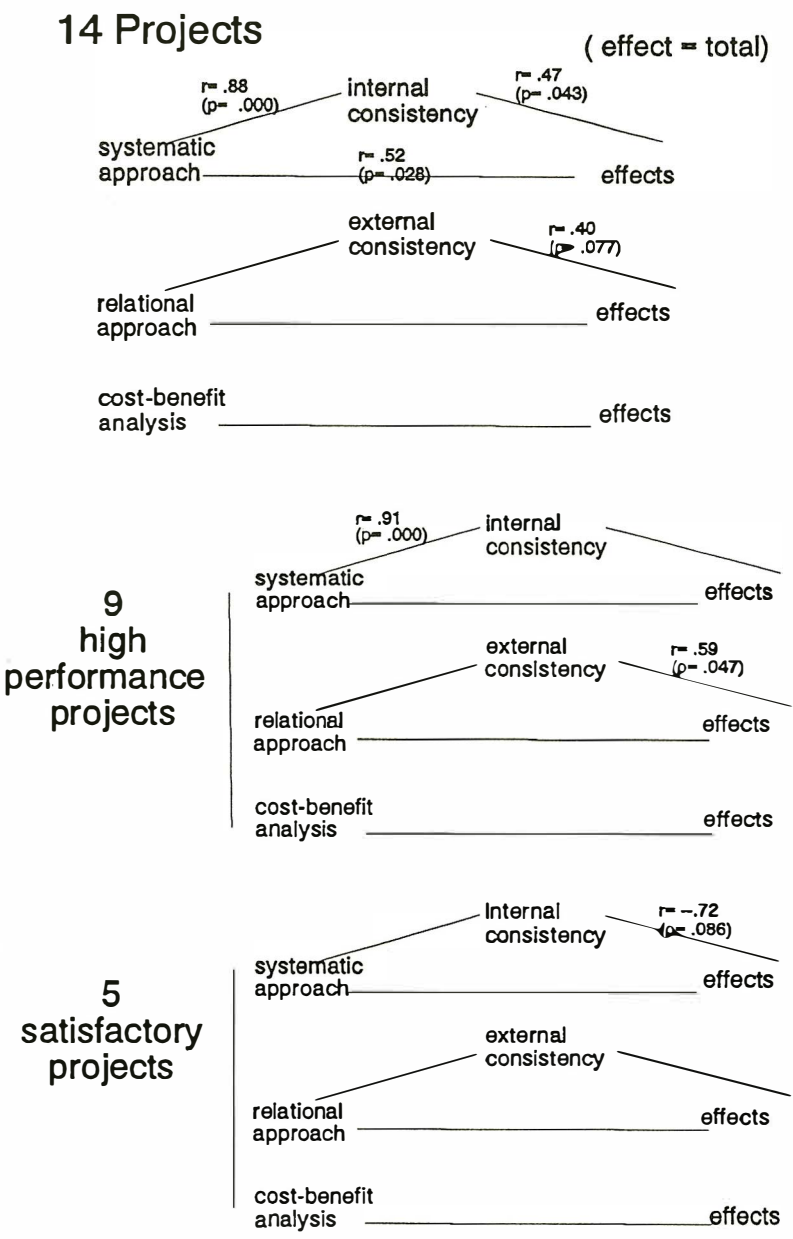 14 Projects
( effect = total)
r= .88
(p= .000)
internal
consistency
r= .47
(p= .043)
systematic
approach
r= .52
(p= .028)
effects
external
consistency
r= .40
(p= .077)
relational
approach
effects
cost-benefit
analysis
effects
9
high
performance
projects
r= .91
(p= .000)
internal
consistency
systematic
approach
effects
external
consistency
r= .59
(p= .047)
relational
approach
effects
cost-benefit
analysis
effects
5
satisfactory
projects
Internal
consistency
r= -.72
(p= .086)
systematic
approach
effects
external
consistency
relational
approach
effects
cost-benefit
analysis
effects